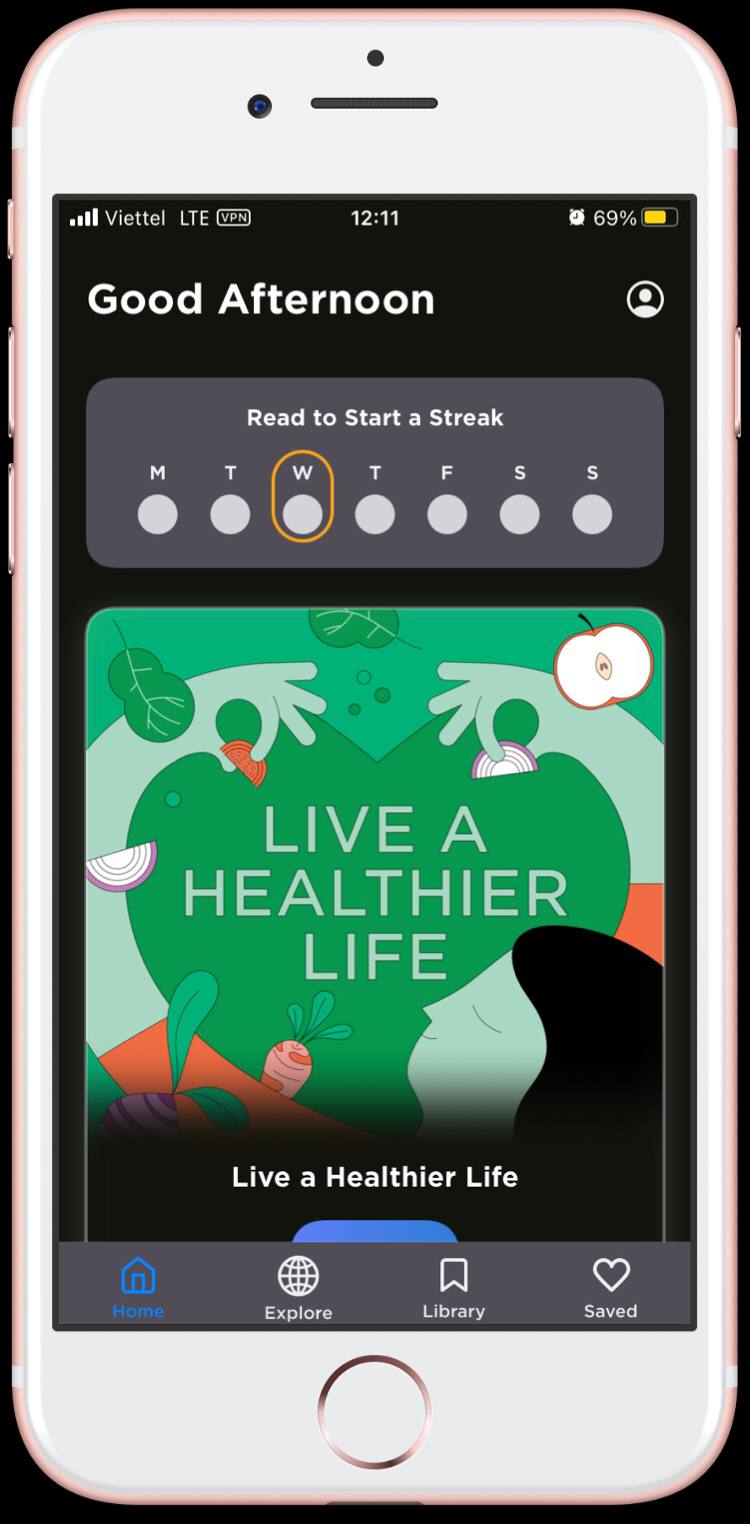 Viettel LTE VPN 12:11 69%
Good Afternoon
Read to Start a Streak
M T W T F S S
LIVE A
HEALTHIER
LIFE
Live a Healthier Life
Home Explore Library Saved